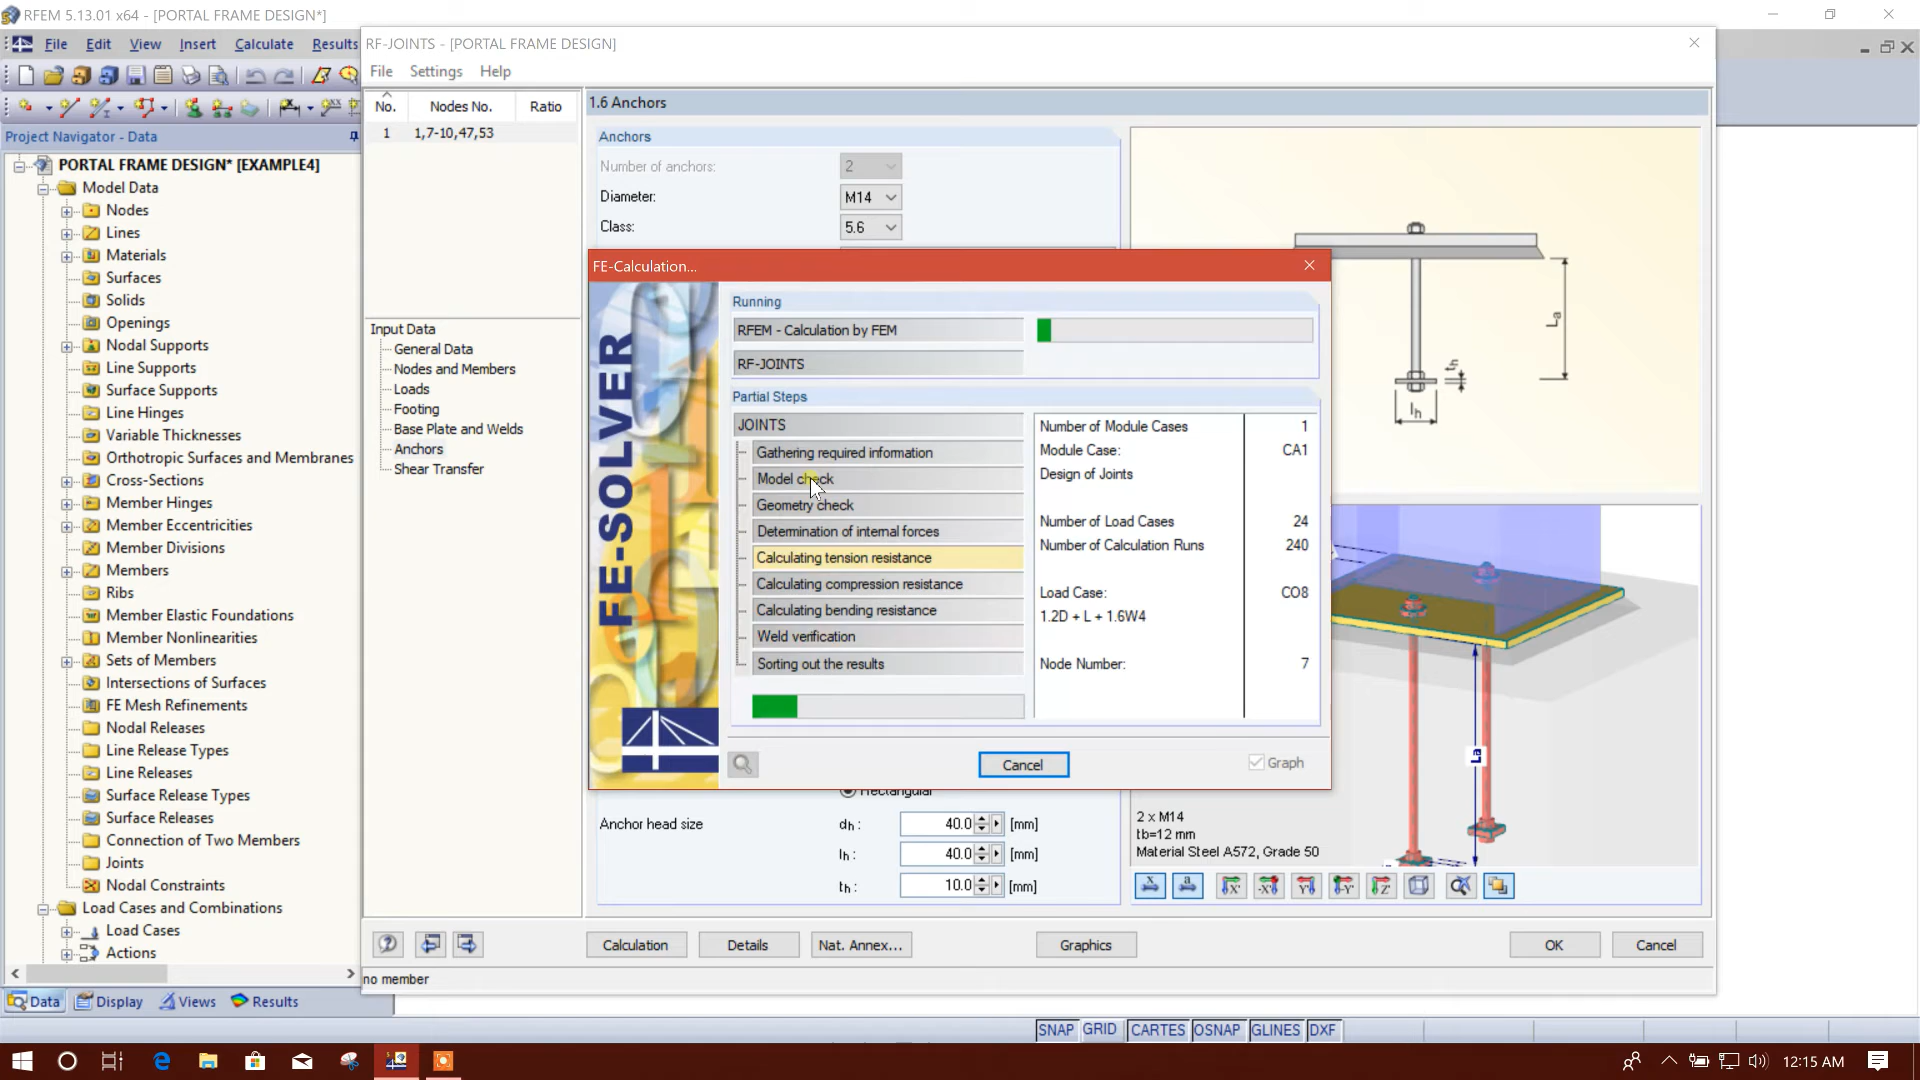 RFEM 5.13.01 x64 - [PORTAL FRAME DESIGN*]
File Edit View Insert Calculate Results
RF-JOINTS - [PORTAL FRAME DESIGN]
File Settings Help
Project Navigator - Data
PORTAL FRAME DESIGN* [EXAMPLE4]
Model Data
Nodes
Lines
Materials
Surfaces
Solids
Openings
Nodal Supports
Line Supports
Surface Supports
Line Hinges
Variable Thicknesses
Orthotropic Surfaces and Membranes
Cross-Sections
Member Hinges
Member Eccentricities
Member Divisions
Members
Ribs
Member Elastic Foundations
Member Nonlinearities
Sets of Members
Intersections of Surfaces
FE Mesh Refinements
Nodal Releases
Line Release Types
Line Releases
Surface Release Types
Surface Releases
Connection of Two Members
Joints
Nodal Constraints
Load Cases and Combinations
Load Cases
Actions
Data Display Views Results
No. Nodes No. Ratio
1 1,7-10,47,53
Input Data
General Data
Nodes and Members
Loads
Footing
Base Plate and Welds
Anchors
Shear Transfer
1.6 Anchors
Anchors
Number of anchors: 2
Diameter: M14
Class: 5.6
FE-Calculation...
FE-SOLVER
Running
RFEM - Calculation by FEM
RF-JOINTS
Partial Steps
JOINTS
Gathering required information
Model check
Geometry check
Determination of internal forces
Calculating tension resistance
Calculating compression resistance
Calculating bending resistance
Weld verification
Sorting out the results
Number of Module Cases 1
Module Case: CA1
Design of Joints
Number of Load Cases 24
Number of Calculation Runs 240
Load Case: CO8
1.2D + L + 1.6W4
Node Number: 7
Cancel
Graph
Rectangular
Anchor head size dh : 40.0 [mm]
lh : 40.0 [mm]
th : 10.0 [mm]
La
th
lh
La
2 x M14
tb=12 mm
Material Steel A572, Grade 50
Calculation Details Nat. Annex... Graphics OK Cancel
no member
SNAP GRID CARTES OSNAP GLINES DXF
12:15 AM